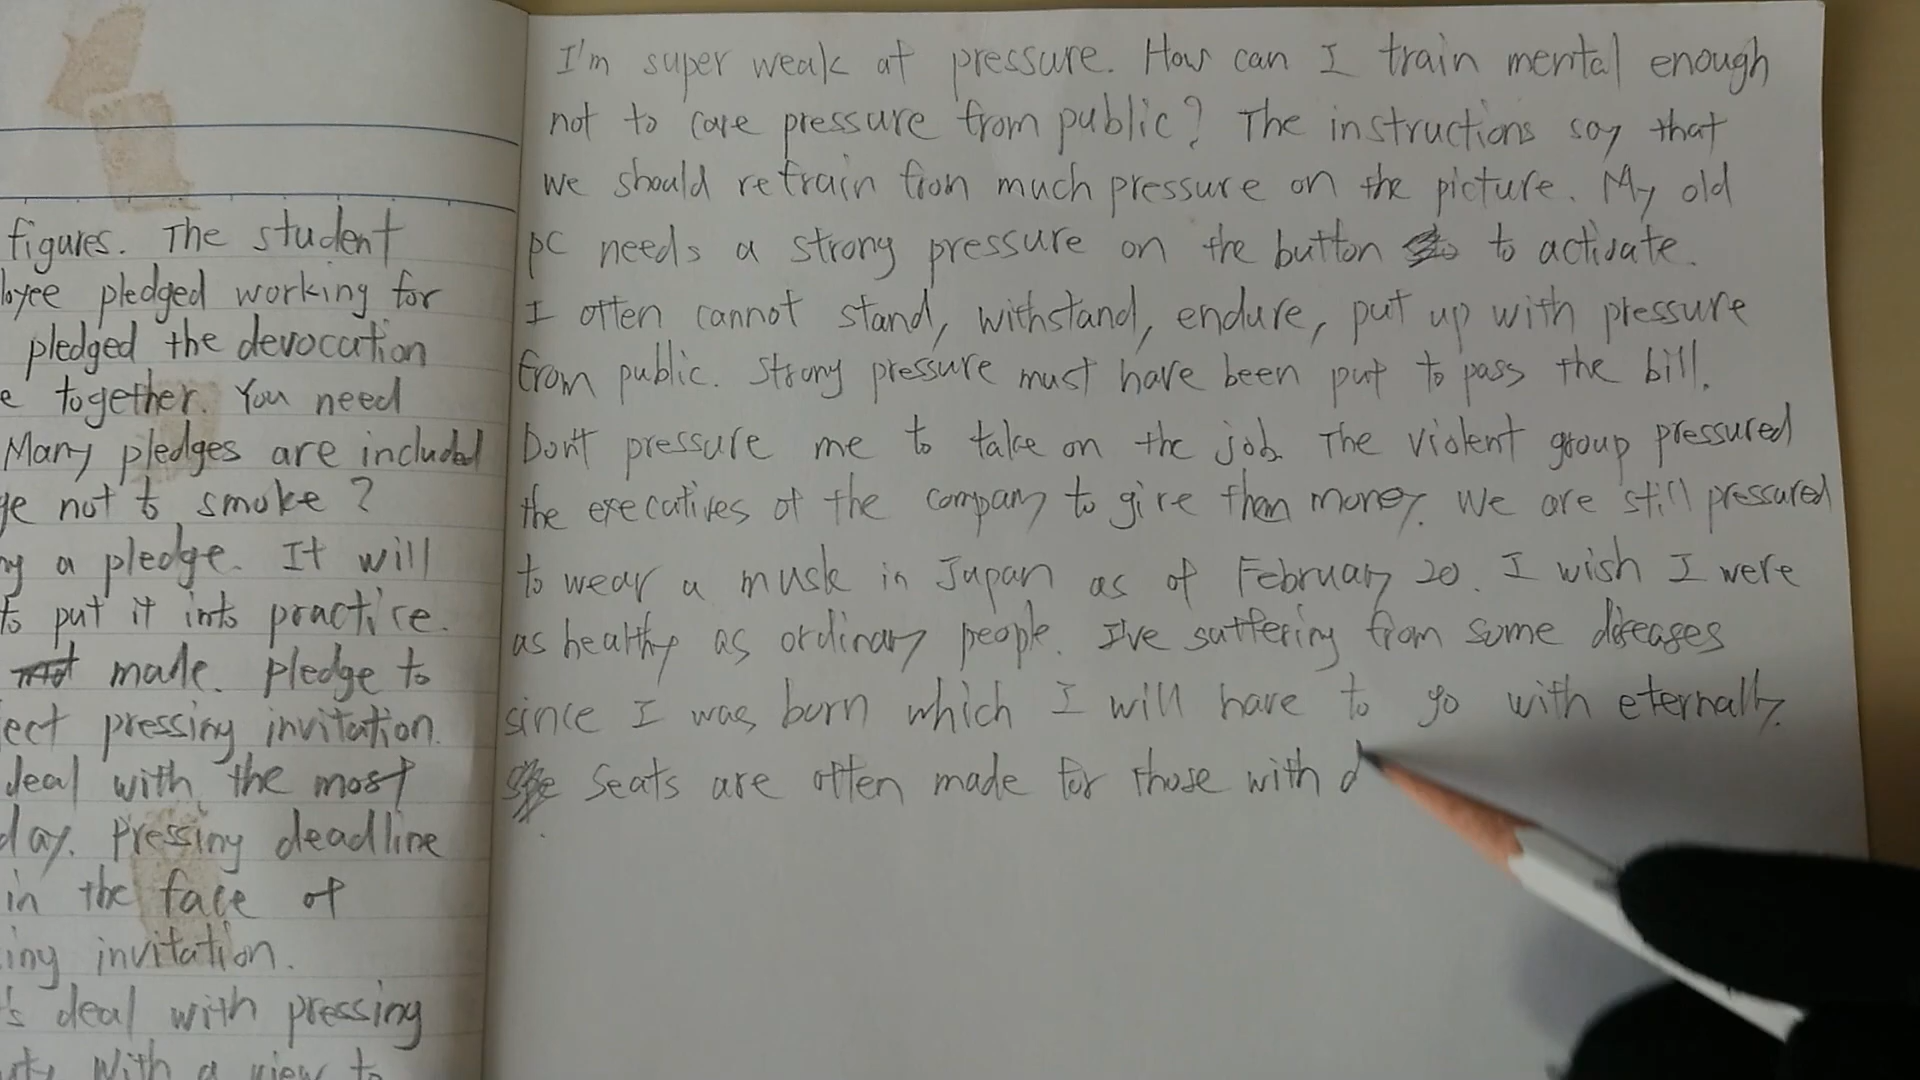 figures. The student
loyee pledged working for
pledged the devocation
e together. You need
Many pledges are included
ge not to smoke?
ng a pledge. It will
to put it into practice.
made. pledge to
ject pressing invitation.
deal with the most
day. Pressing deadline
in the face of
ing invitation.
's deal with pressing
with a view to
I'm super weak at pressure. How can I train mental enough
not to care pressure from public? The instructions say that
we should refrain from much pressure on the picture. My old
pc needs a strong pressure on the button to activate.
I often cannot stand, withstand, endure, put up with pressure
from public. Strong pressure must have been put to pass the bill.
Don't pressure me to take on the job. The violent group pressured
the executives of the company to give them money. We are still pressured
to wear a musk in Japan as of February 20. I wish I were
as healthy as ordinary people. I've suffering from some diseases
since I was born which I will have to go with eternally.
Seats are often made for those with d